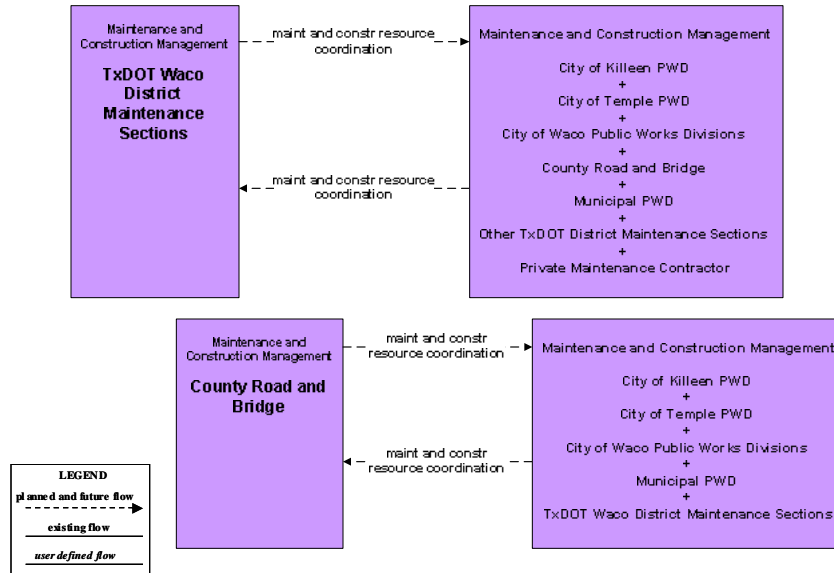 Maintenance and
Construction Management
TxDOT Waco
District
Maintenance
Sections
maint and constr resource
coordination
maint and constr resource
coordination
Maintenance and Construction Management
City of Killeen PWD
+
City of Temple PWD
+
City of Waco Public Works Divisions
+
County Road and Bridge
+
Municipal PWD
+
Other TxDOT District Maintenance Sections
+
Private Maintenance Contractor
Maintenance and
Construction Management
County Road and
Bridge
maint and constr
resource coordination
maint and constr
resource coordination
Maintenance and Construction Management
City of Killeen PWD
+
City of Temple PWD
+
City of Waco Public Works Divisions
+
Municipal PWD
+
TxDOT Waco District Maintenance Sections
LEGEND
planned and future flow
existing flow
user defined flow